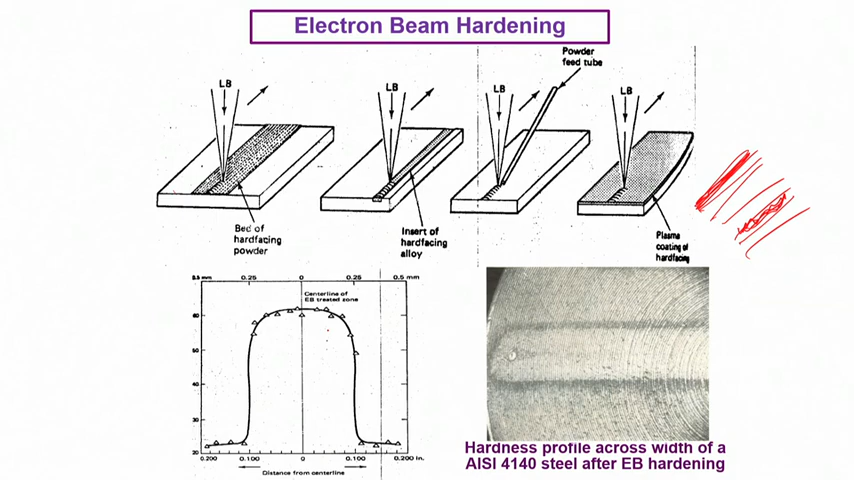 Electron Beam Hardening
Powder
feed tube
LB
LB
LB
LB
Bed of
hardfacing
powder
Insert of
hardfacing
alloy
Plasma
coating of
hardfacing
0.5 mm
0.25
0
0.25
0.5 mm
Centerline of
EB treated zone
60
50
40
30
20
0.200
0.100
0
0.100
0.200 in.
Distance from centerline
Hardness profile across width of a
AISI 4140 steel after EB hardening